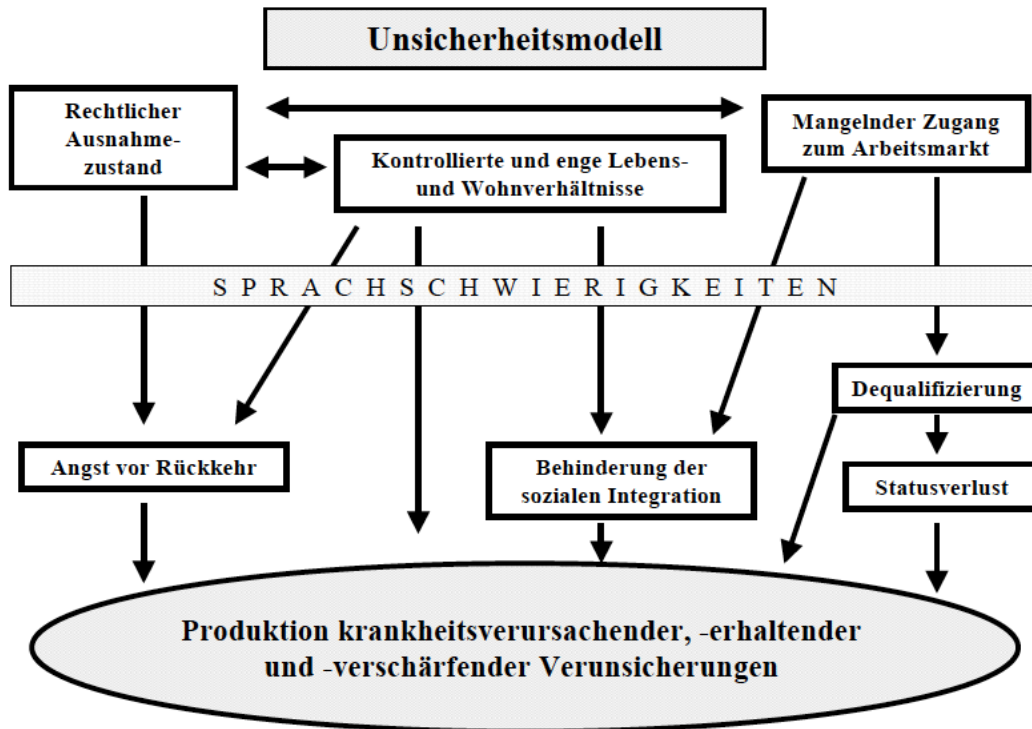 Unsicherheitsmodell
Rechtlicher
Ausnahme-
zustand
Kontrollierte und enge Lebens-
und Wohnverhältnisse
Mangelnder Zugang
zum Arbeitsmarkt
S P R A C H S C H W I E R I G K E I T E N
Dequalifizierung
Angst vor Rückkehr
Behinderung der
sozialen Integration
Statusverlust
Produktion krankheitsverursachender, -erhaltender
und -verschärfender Verunsicherungen